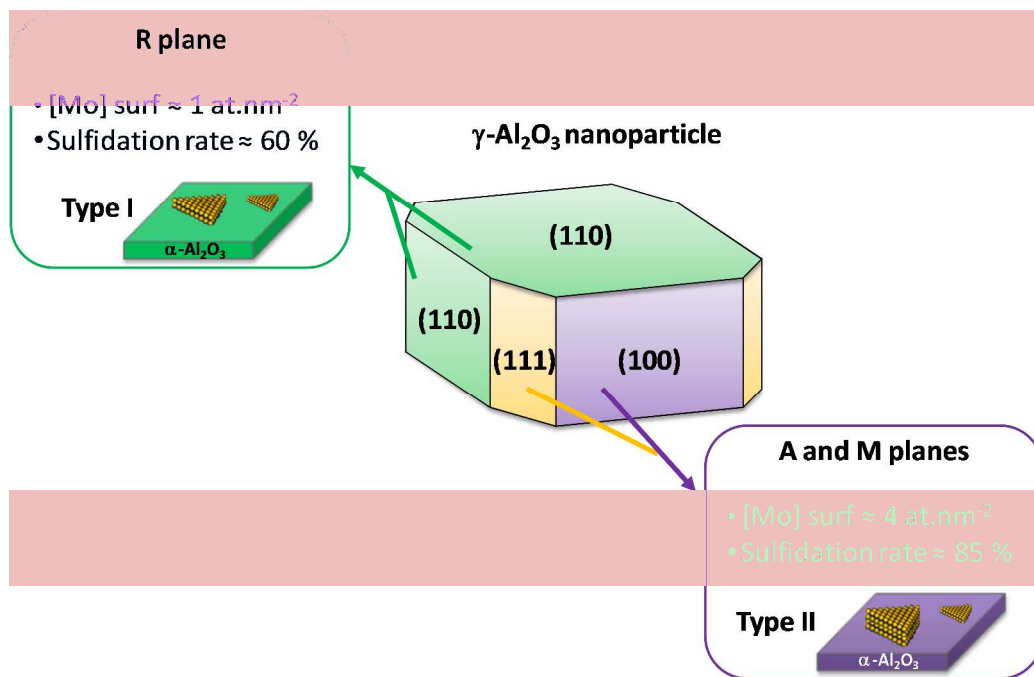 R plane
• [Mo] surf ≈ 1 at.nm⁻²
•Sulfidation rate ≈ 60 %
Type I
α-Al₂O₃
γ-Al₂O₃ nanoparticle
(110)
(110)
(111)
(100)
A and M planes
• [Mo] surf ≈ 4 at.nm⁻²
• Sulfidation rate ≈ 85 %
Type II
α-Al₂O₃